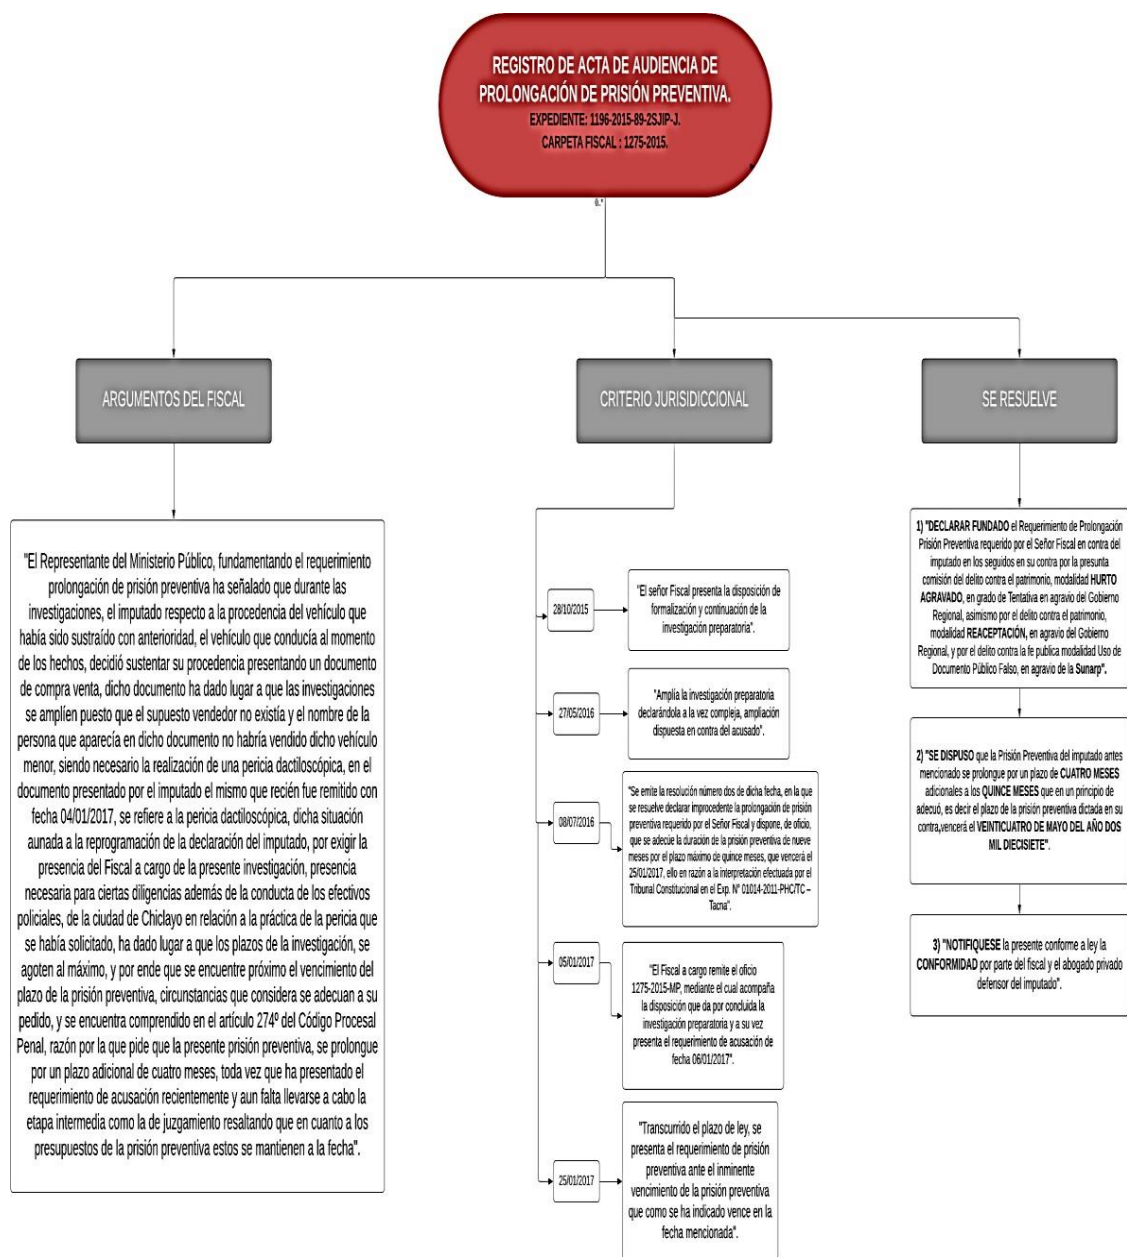 REGISTRO DE ACTA DE AUDIENCIA DE
PROLONGACIÓN DE PRISIÓN PREVENTIVA.
EXPEDIENTE: 1196-2015-89-2SJIP-J.
CARPETA FISCAL : 1275-2015.
ARGUMENTOS DEL FISCAL
"El Representante del Ministerio Público, fundamentando el requerimiento
prolongación de prisión preventiva ha señalado que durante las
investigaciones, el imputado respecto a la procedencia del vehículo que
había sido sustraído con anterioridad, el vehículo que conducía al momento
de los hechos, decidió sustentar su procedencia presentando un documento
de compra venta, dicho documento ha dado lugar a que las investigaciones
se amplíen puesto que el supuesto vendedor no existía y el nombre de la
persona que aparecía en dicho documento no habría vendido dicho vehículo
menor, siendo necesario la realización de una pericia dactiloscópica, en el
documento presentado por el imputado el mismo que recién fue remitido con
fecha 04/01/2017, se refiere a la pericia dactiloscópica, dicha situación
aunada a la reprogramación de la declaración del imputado, por exigir la
presencia del Fiscal a cargo de la presente investigación, presencia
necesaria para ciertas diligencias además de la conducta de los efectivos
policiales, de la ciudad de Chiclayo en relación a la práctica de la pericia que
se había solicitado, ha dado lugar a que los plazos de la investigación, se
agoten al máximo, y por ende que se encuentre próximo el vencimiento del
plazo de la prisión preventiva, circunstancias que considera se adecuan a su
pedido, y se encuentra comprendido en el artículo 274º del Código Procesal
Penal, razón por la que pide que la presente prisión preventiva, se prolongue
por un plazo adicional de cuatro meses, toda vez que ha presentado el
requerimiento de acusación recientemente y aun falta llevarse a cabo la
etapa intermedia como la de juzgamiento resaltando que en cuanto a los
presupuestos de la prisión preventiva estos se mantienen a la fecha".
CRITERIO JURISIDICCIONAL
28/10/2015
"El señor Fiscal presenta la disposición de
formalización y continuación de la
investigación preparatoria".
27/05/2016
"Amplía la investigación preparatoria
declarándola a la vez compleja, ampliación
dispuesta en contra del acusado".
08/07/2016
"Se emite la resolución número dos de dicha fecha, en la que
se resuelve declarar improcedente la prolongación de prisión
preventiva requerido por el Señor Fiscal y dispone, de oficio,
que se adecúe la duración de la prisión preventiva de nueve
meses por el plazo máximo de quince meses, que vencerá el
25/01/2017, ello en razón a la interpretación efectuada por el
Tribunal Constitucional en el Exp. N° 01014-2011-PHC/TC –
Tacna".
05/01/2017
"El Fiscal a cargo remite el oficio
1275-2015-MP, mediante el cual acompaña
la disposición que da por concluida la
investigación preparatoria y a su vez
presenta el requerimiento de acusación de
fecha 06/01/2017".
25/01/2017
"Transcurrido el plazo de ley, se
presenta el requerimiento de prisión
preventiva ante el inminente
vencimiento de la prisión preventiva
que como se ha indicado vence en la
fecha mencionada".
SE RESUELVE
1) "DECLARAR FUNDADO el Requerimiento de Prolongación
Prisión Preventiva requerido por el Señor Fiscal en contra del
imputado en los seguidos en su contra por la presunta
comisión del delito contra el patrimonio, modalidad HURTO
AGRAVADO, en grado de Tentativa en agravio del Gobierno
Regional, asimismo por el delito contra el patrimonio,
modalidad REACEPTACIÓN, en agravio del Gobierno
Regional, y por el delito contra la fe publica modalidad Uso de
Documento Público Falso, en agravio de la Sunarp".
2) "SE DISPUSO que la Prisión Preventiva del imputado antes
mencionado se prolongue por un plazo de CUATRO MESES
adicionales a los QUINCE MESES que en un principio de
adecuó, es decir el plazo de la prisión preventiva dictada en su
contra,vencerá el VEINTICUATRO DE MAYO DEL AÑO DOS
MIL DIECISIETE".
3) "NOTIFIQUESE la presente conforme a ley la
CONFORMIDAD por parte del fiscal y el abogado privado
defensor del imputado".